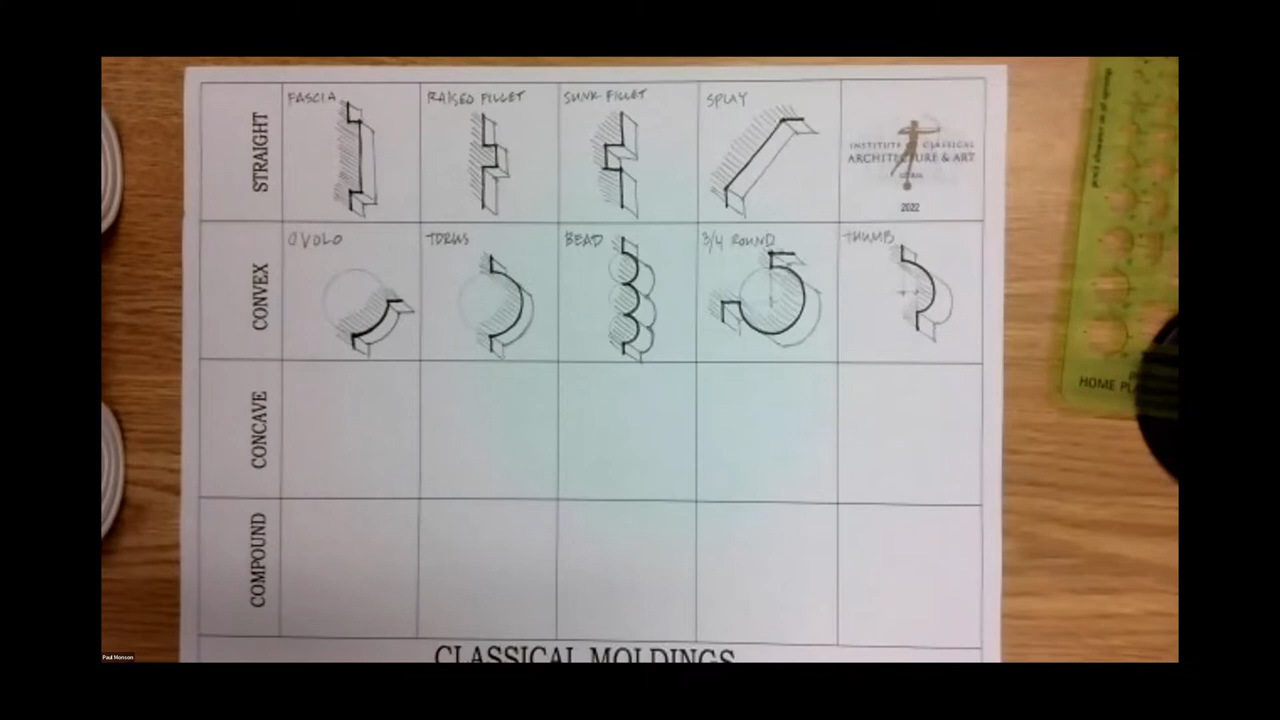 STRAIGHT
FASCIA
RAISED FILLET
SUNK FILLET
SPLAY
INSTITUTE OF CLASSICAL
ARCHITECTURE & ART
2022
CONVEX
OVOLO
TORUS
BEAD
3/4 ROUND
THUMB
CONCAVE
COMPOUND
CLASSICAL MOLDINGS
HOME PL
Paul Monson